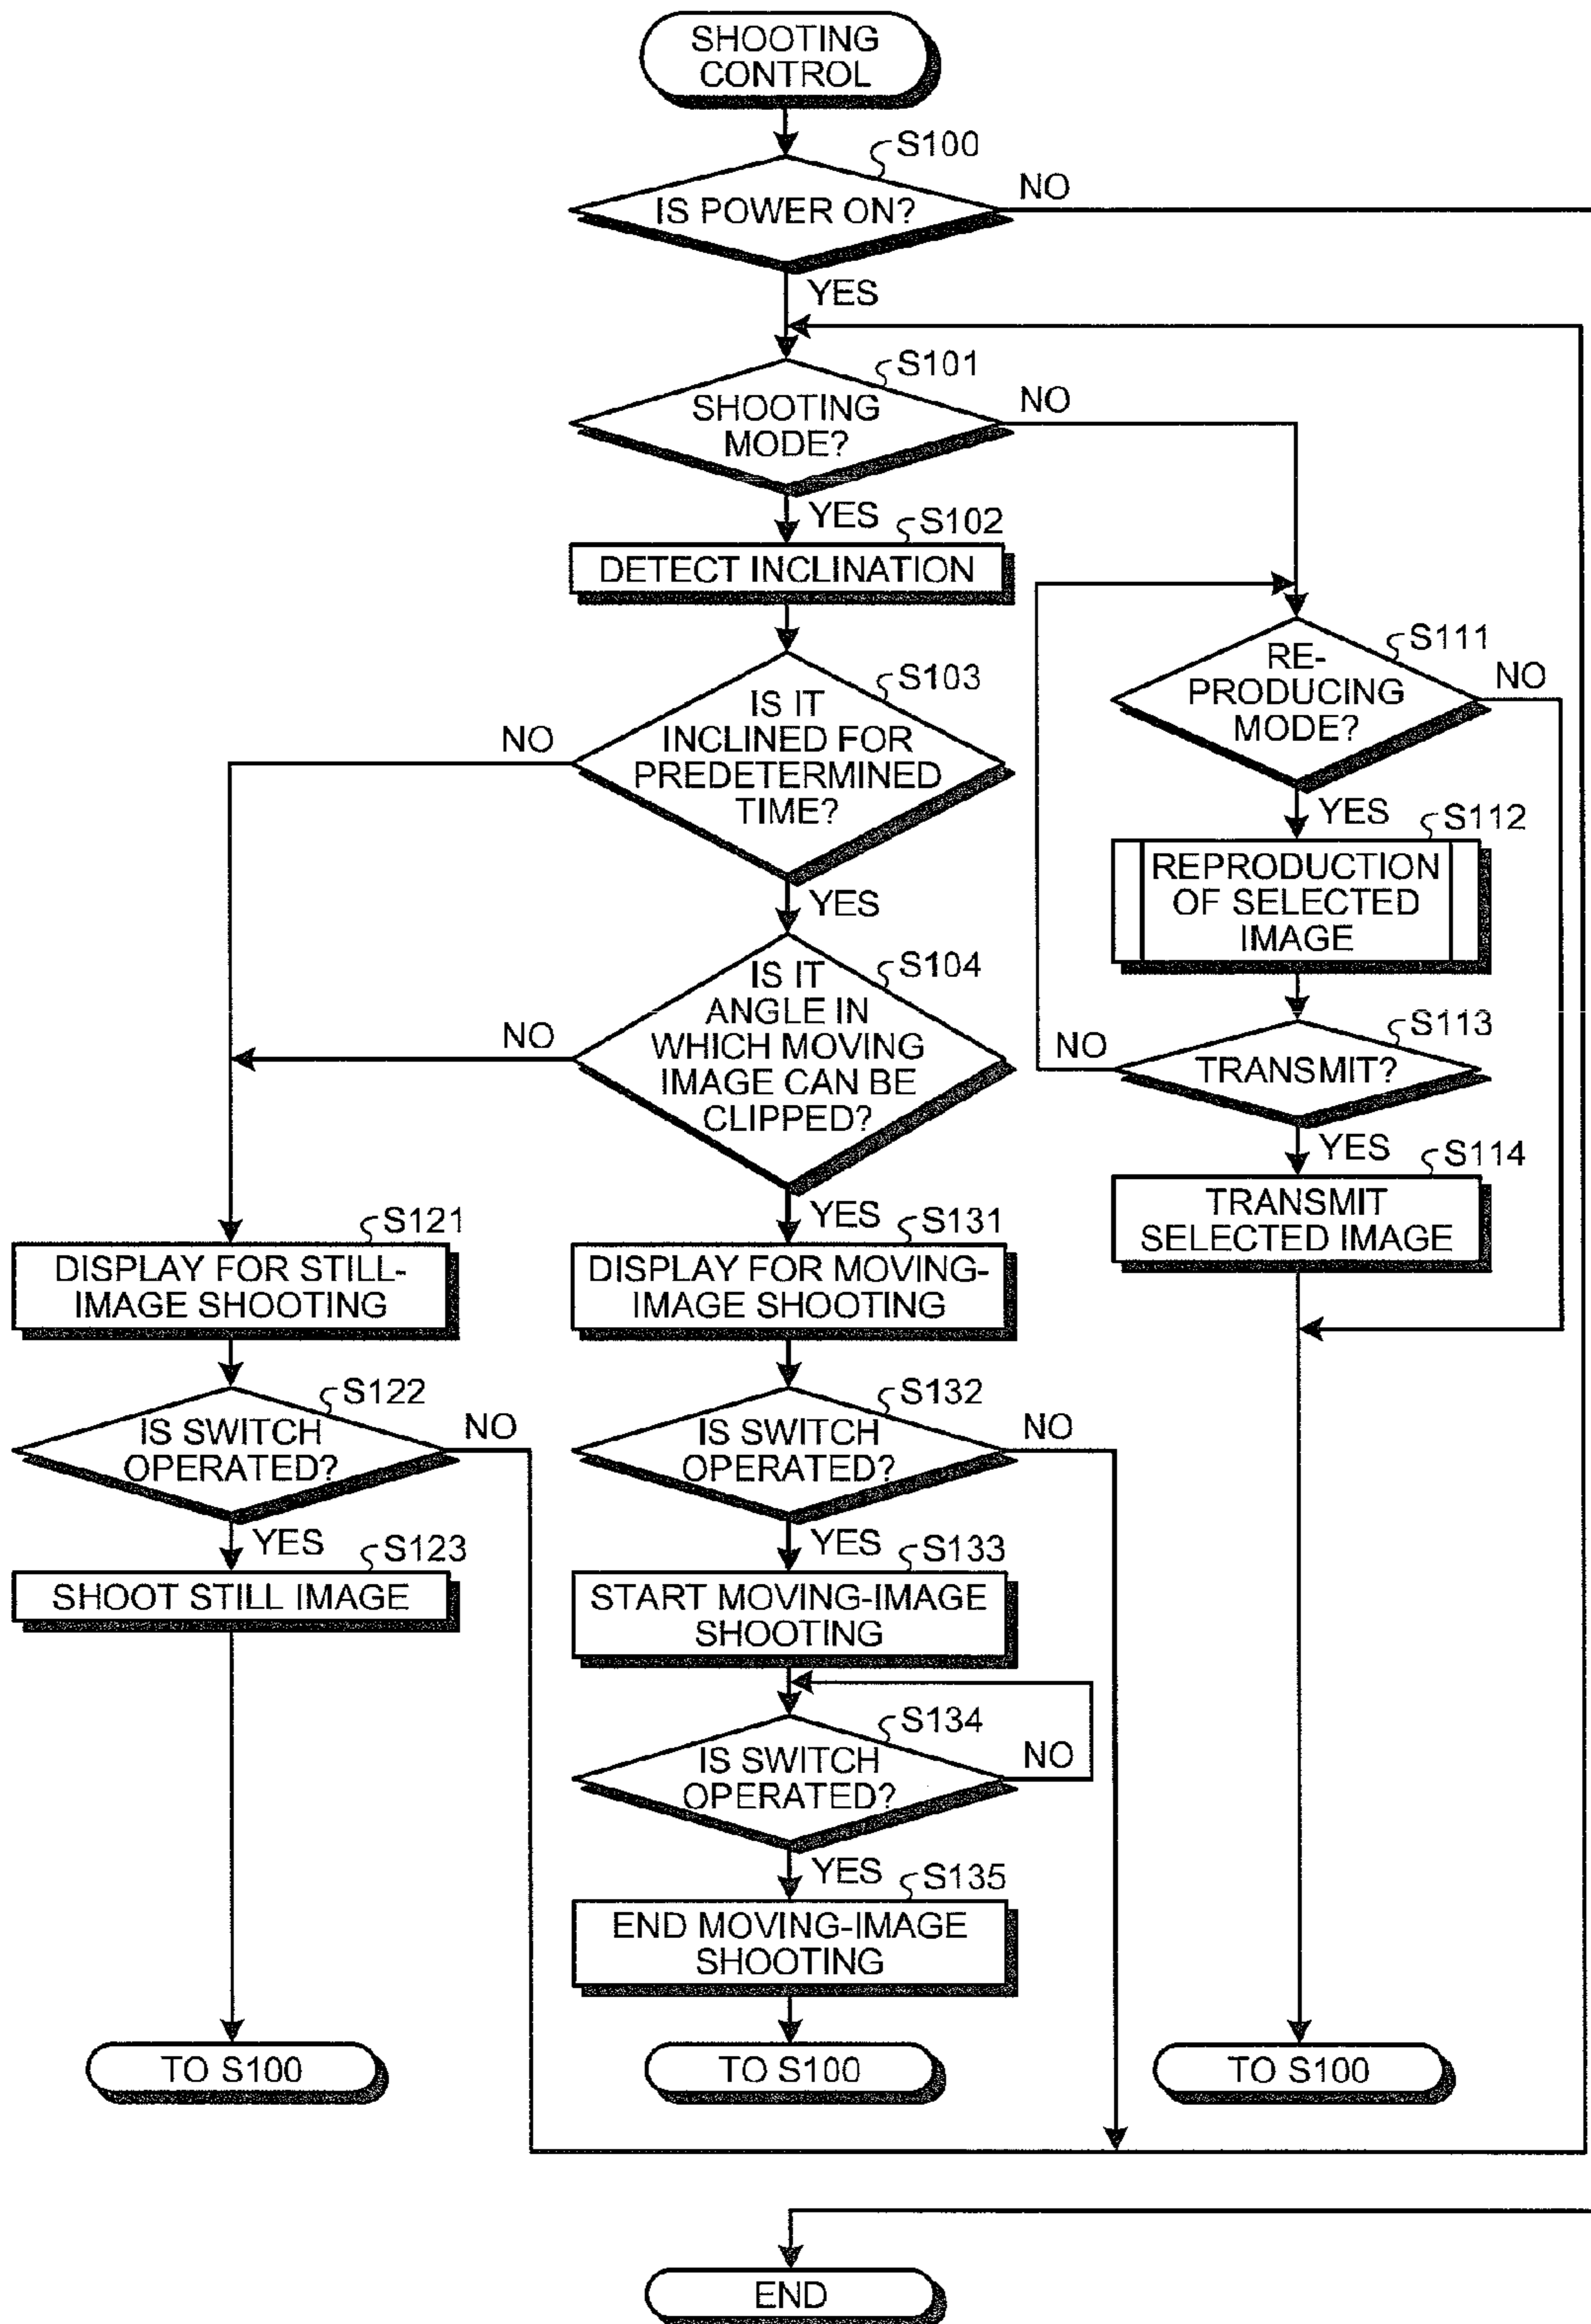 SHOOTING
CONTROL
S100
IS POWER ON?
NO
YES
S101
SHOOTING
MODE?
NO
YES
S102
DETECT INCLINATION
S103
IS IT
INCLINED FOR
PREDETERMINED
TIME?
NO
YES
S104
IS IT
ANGLE IN
WHICH MOVING
IMAGE CAN BE
CLIPPED?
NO
YES
S111
RE-
PRODUCING
MODE?
NO
YES
S112
REPRODUCTION
OF SELECTED
IMAGE
S113
TRANSMIT?
NO
YES
S114
TRANSMIT
SELECTED IMAGE
TO S100
S121
DISPLAY FOR STILL-
IMAGE SHOOTING
S122
IS SWITCH
OPERATED?
NO
YES
S123
SHOOT STILL IMAGE
TO S100
S131
DISPLAY FOR MOVING-
IMAGE SHOOTING
S132
IS SWITCH
OPERATED?
NO
YES
S133
START MOVING-IMAGE
SHOOTING
S134
IS SWITCH
OPERATED?
NO
YES
S135
END MOVING-IMAGE
SHOOTING
TO S100
END